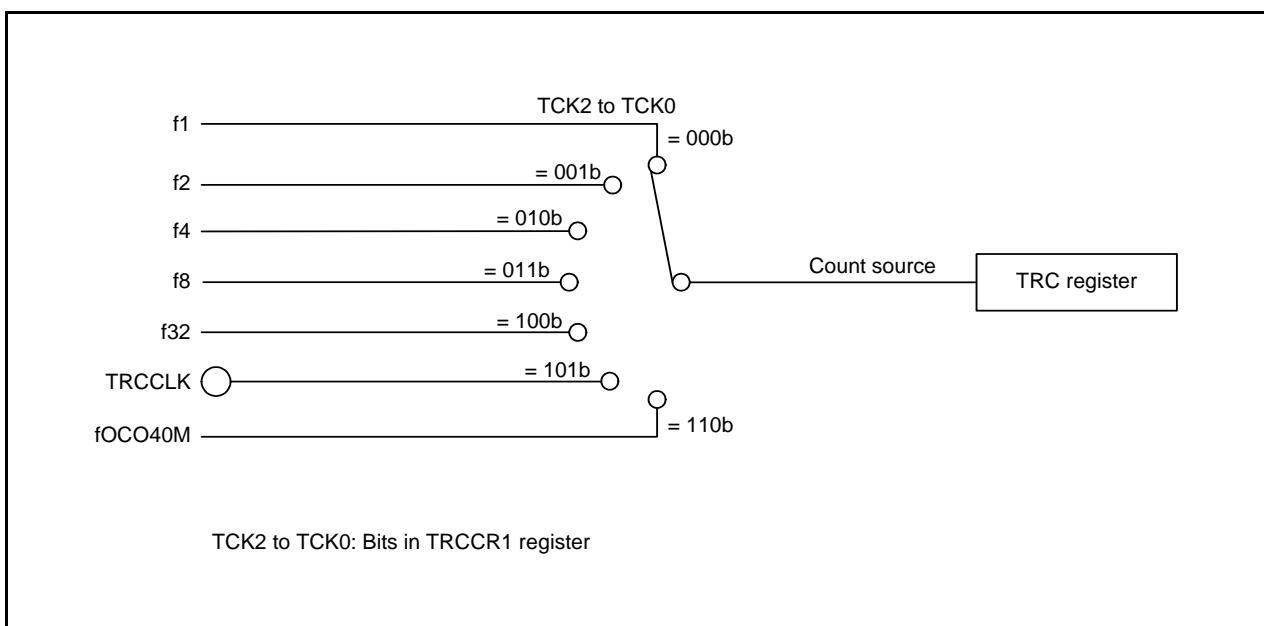 TCK2 to TCK0
f1
= 000b
f2
= 001b
f4
= 010b
f8
= 011b
Count source
TRC register
f32
= 100b
TRCCLK
= 101b
fOCO40M
= 110b
TCK2 to TCK0: Bits in TRCCR1 register